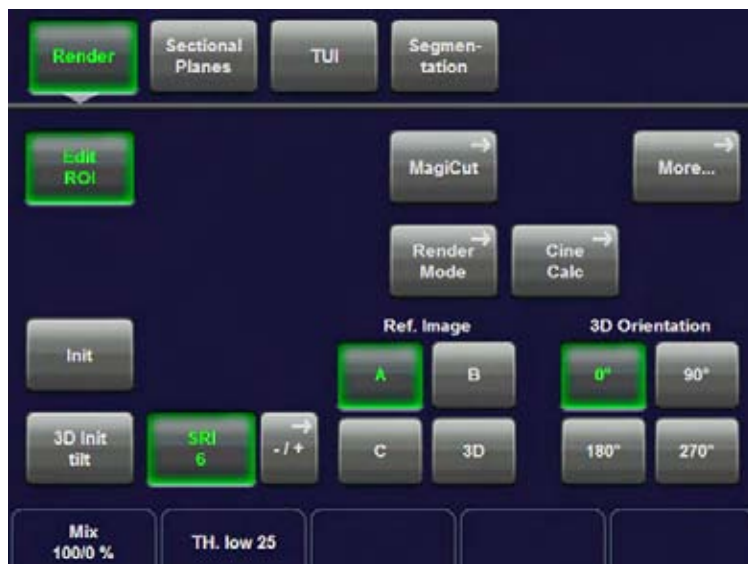 Render
Sectional
Planes
TUI
Segmen-
tation
Edit
ROI
MagiCut
More...
Render
Mode
Cine
Calc
Ref. Image
3D Orientation
Init
A
B
0°
90°
3D Init
tilt
SRI
6
- / +
C
3D
180°
270°
Mix
100/0 %
TH. low 25